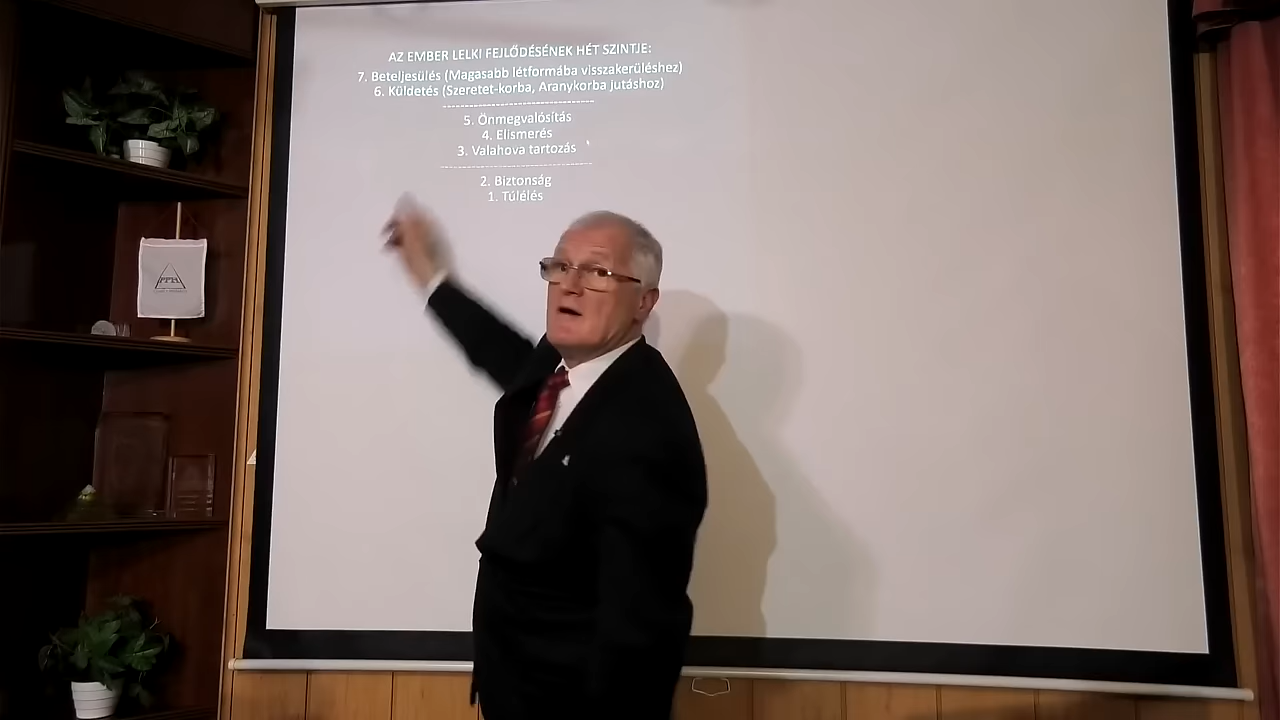 AZ EMBER LELKI FEJLŐDÉSÉNEK HÉT SZINTJE:
7. Beteljesülés (Magasabb létformába visszakerüléshez)
6. Küldetés (Szeretet-korba, Aranykorba jutáshoz)
5. Önmegvalósítás
4. Elismerés
3. Valahova tartozás
2. Biztonság
1. Túlélés